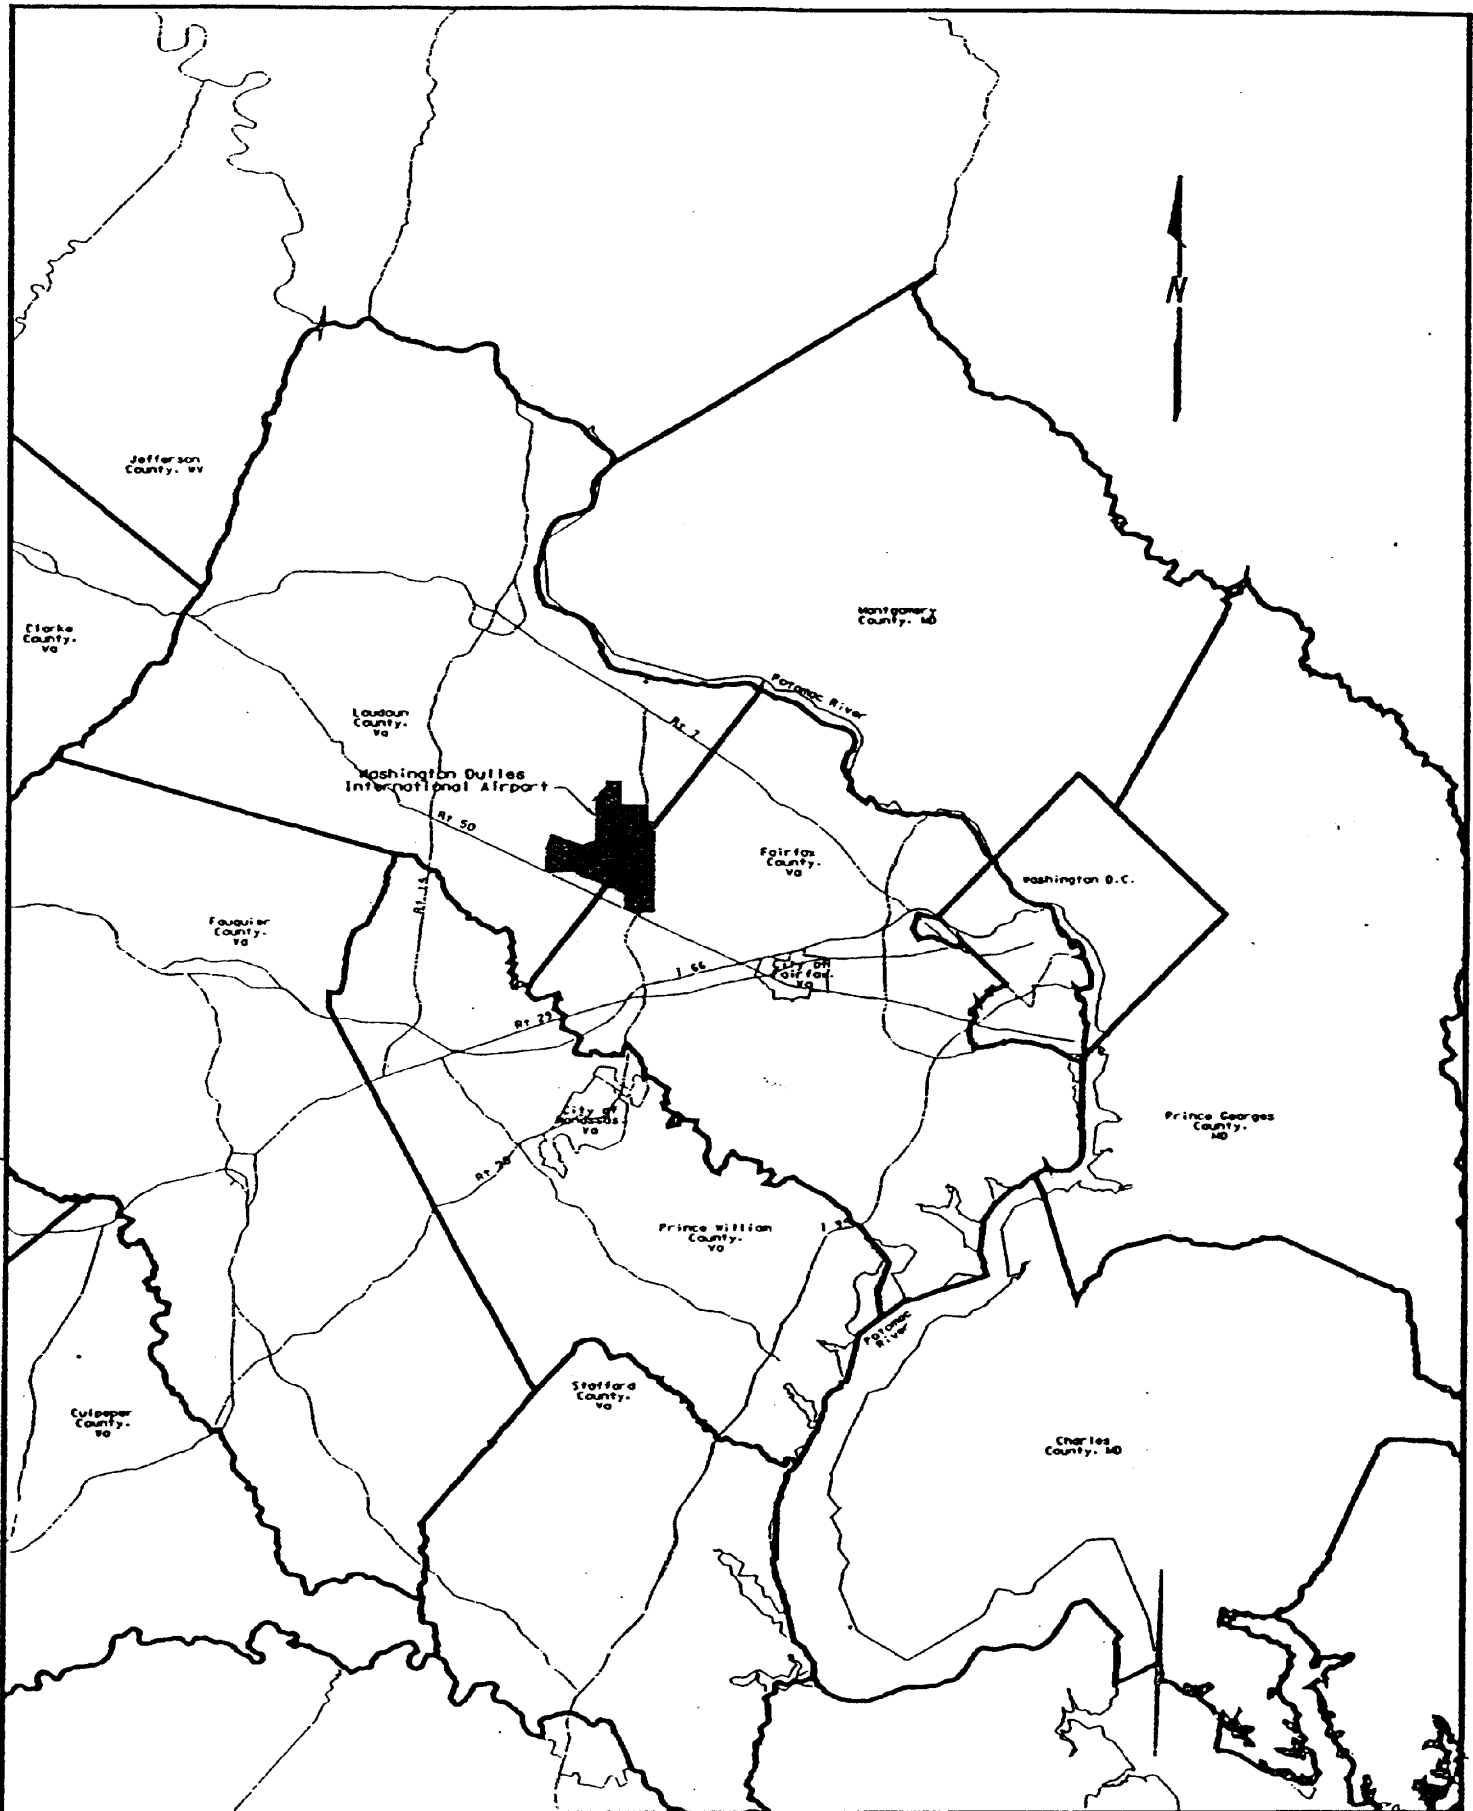 N
Jefferson
County. WV
Clarke
County.
Va
Montgomery
County. MD
Potomac River
Loudoun
County.
Va
Rt 7
Washington Dulles
International Airport
Rt 50
Fairfax
County.
Va
Washington D.C.
Rt 15
Fauquier
County.
Va
I 66
City of
Fairfax.
Va
Rt 29
City of
Manassas.
Va
Prince Georges
County.
MD
Rt 28
Prince William
County.
Va
I 95
Potomac
River
Stafford
County.
Va
Culpeper
County.
Va
Charles
County. MD